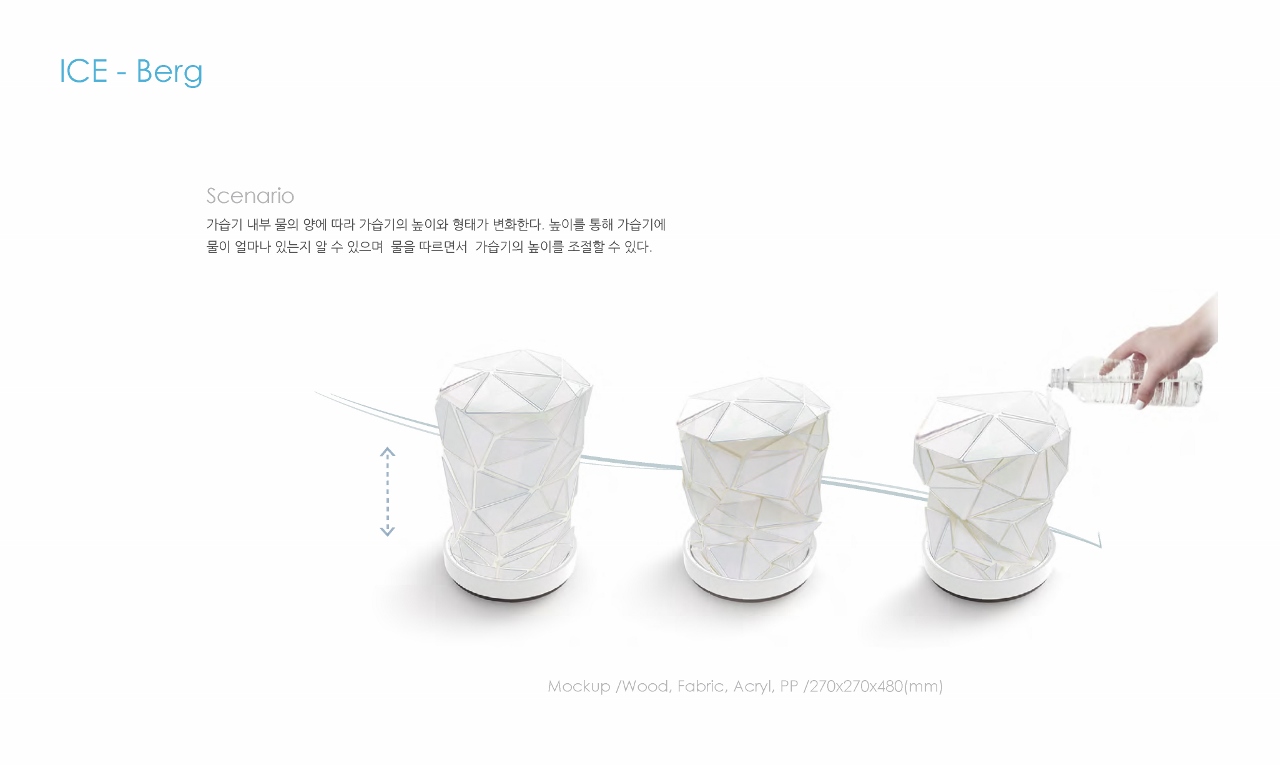 ICE - Berg
Scenario
가습기 내부 물의 양에 따라 가습기의 높이와 형태가 변화한다. 높이를 통해 가습기에
물이 얼마나 있는지 알 수 있으며 물을 따르면서 가습기의 높이를 조절할 수 있다.
Mockup /Wood, Fabric, Acryl, PP /270x270x480(mm)